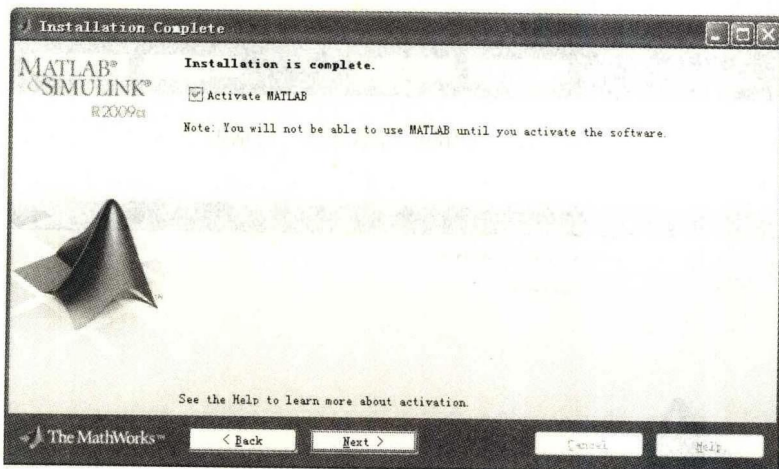 Installation Complete
MATLAB®
&SIMULINK®
R2009a
Installation is complete.
Activate MATLAB
Note: You will not be able to use MATLAB until you activate the software.
See the Help to learn more about activation.
The MathWorks™
< Back
Next >
Cancel
Help